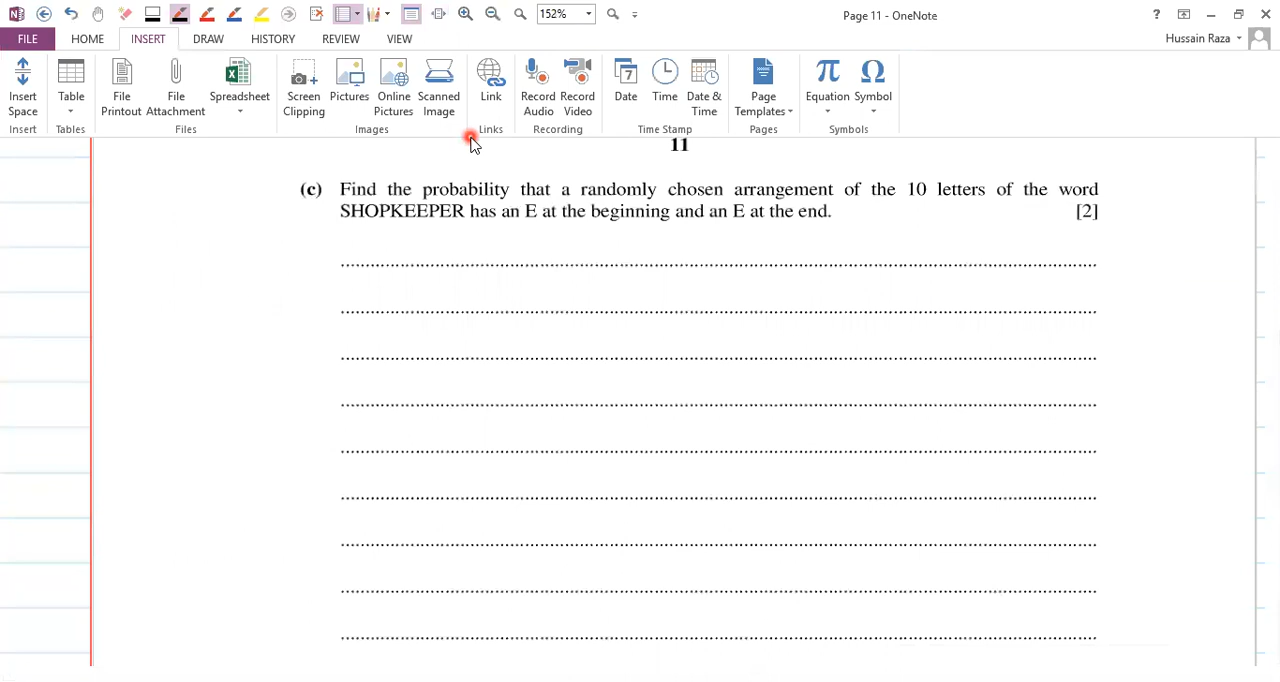 152%
Page 11 - OneNote
?
FILE
HOME
INSERT
DRAW
HISTORY
REVIEW
VIEW
Hussain Raza
Insert Space
Table
File Printout
File Attachment
Spreadsheet
Screen Clipping
Pictures
Online Pictures
Scanned Image
Link
Record Audio
Record Video
Date
Time
Date & Time
Page Templates
Equation
Symbol
Insert
Tables
Files
Images
Links
Recording
Time Stamp
Pages
Symbols
11
(c) Find the probability that a randomly chosen arrangement of the 10 letters of the word
SHOPKEEPER has an E at the beginning and an E at the end. [2]